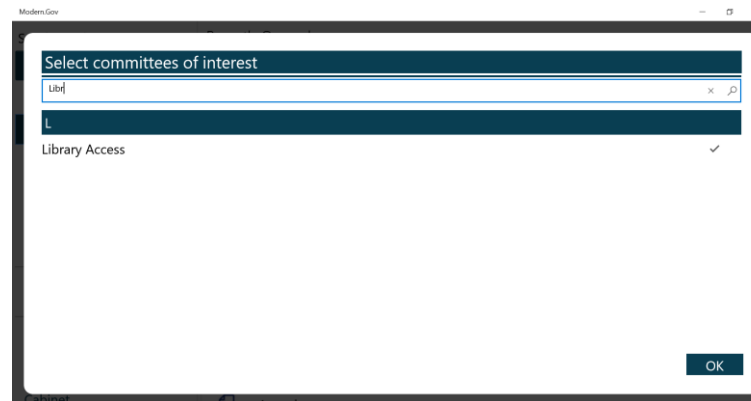 Modern.Gov
Select committees of interest
Libr
L
Library Access
OK
Cabinet